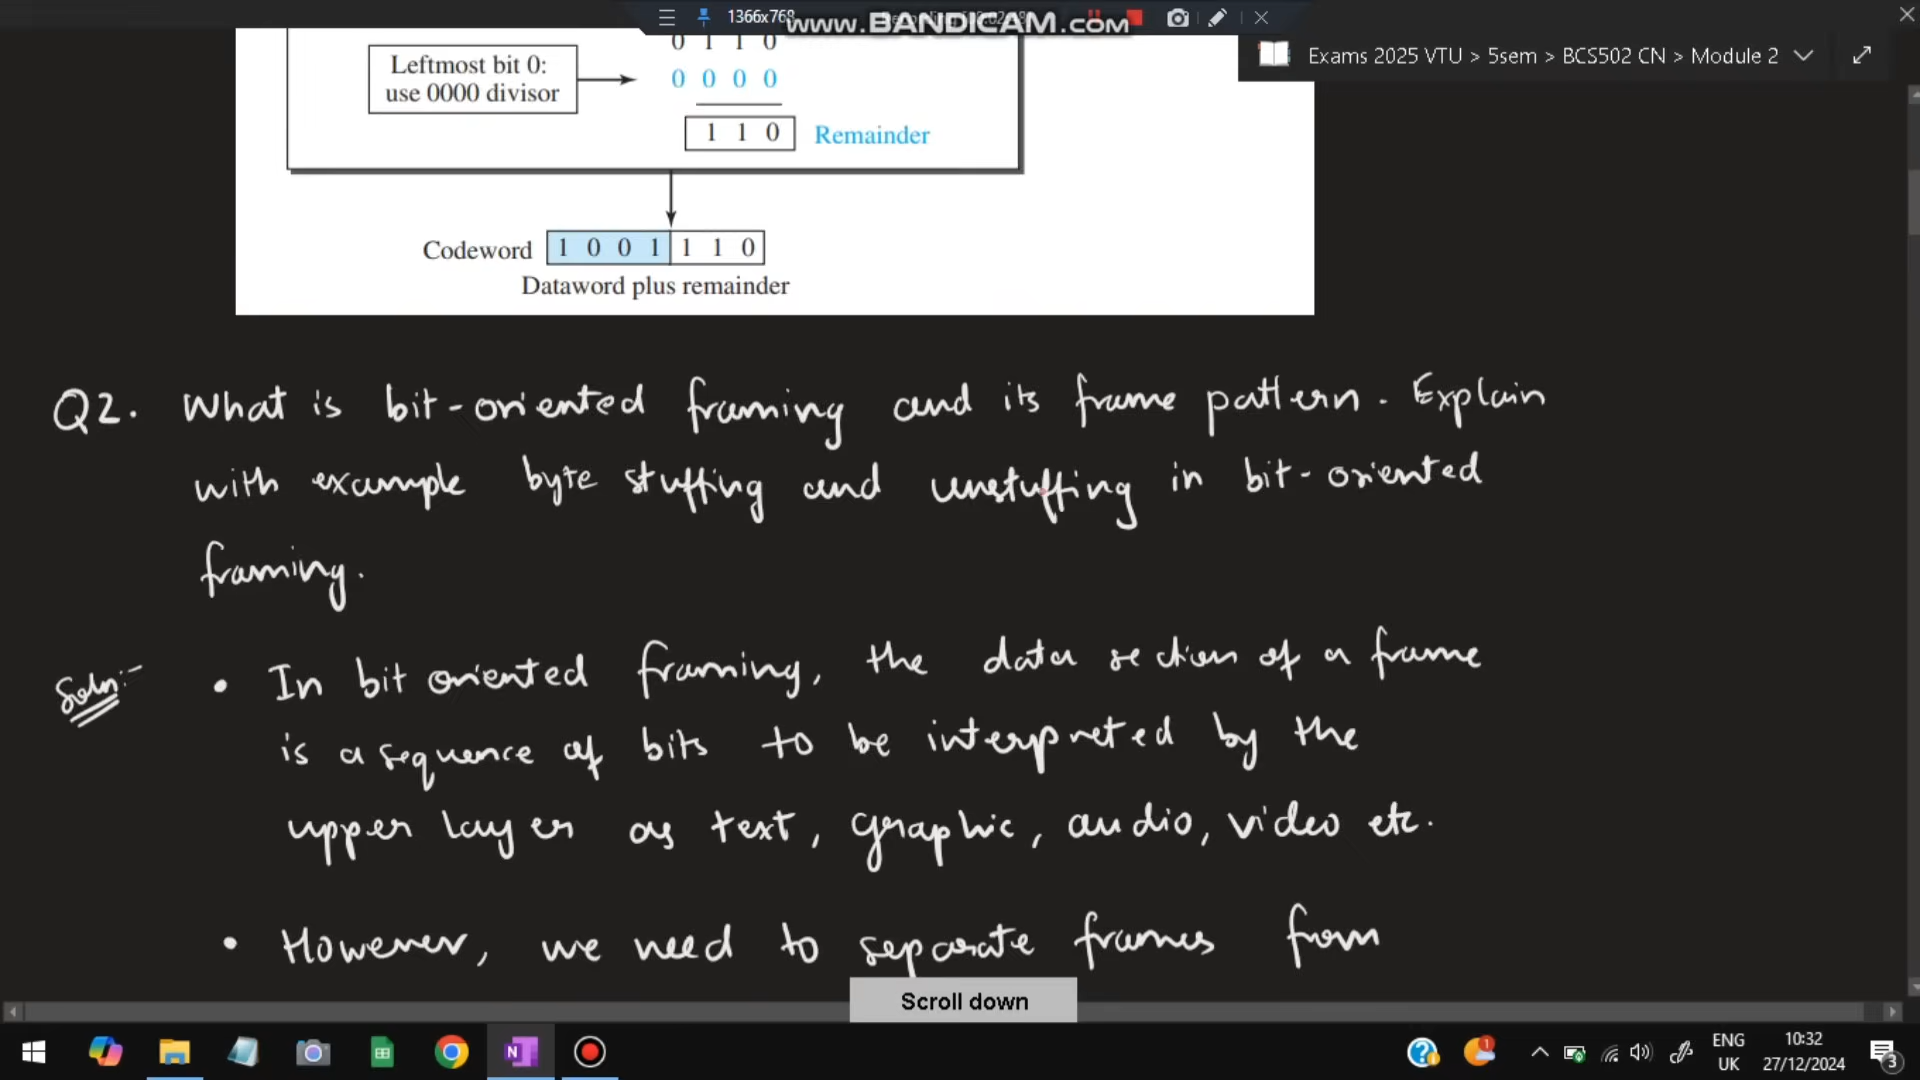 1366x768
www.BANDICAM.com
Exams 2025 VTU > 5sem > BCS502 CN > Module 2
0 1 1 0
Leftmost bit 0:
use 0000 divisor
0 0 0 0
1 1 0 Remainder
Codeword 1 0 0 1 1 1 0
Dataword plus remainder
Q2. What is bit-oriented framing and its frame pattern. Explain
with example byte stuffing and unstuffing in bit-oriented
framing.
Soln:-
• In bit oriented framing, the data section of a frame
is a sequence of bits to be interpreted by the
upper layer as text, graphic, audio, video etc.
• However, we need to separate frames from
Scroll down
ENG
UK
10:32
27/12/2024
3